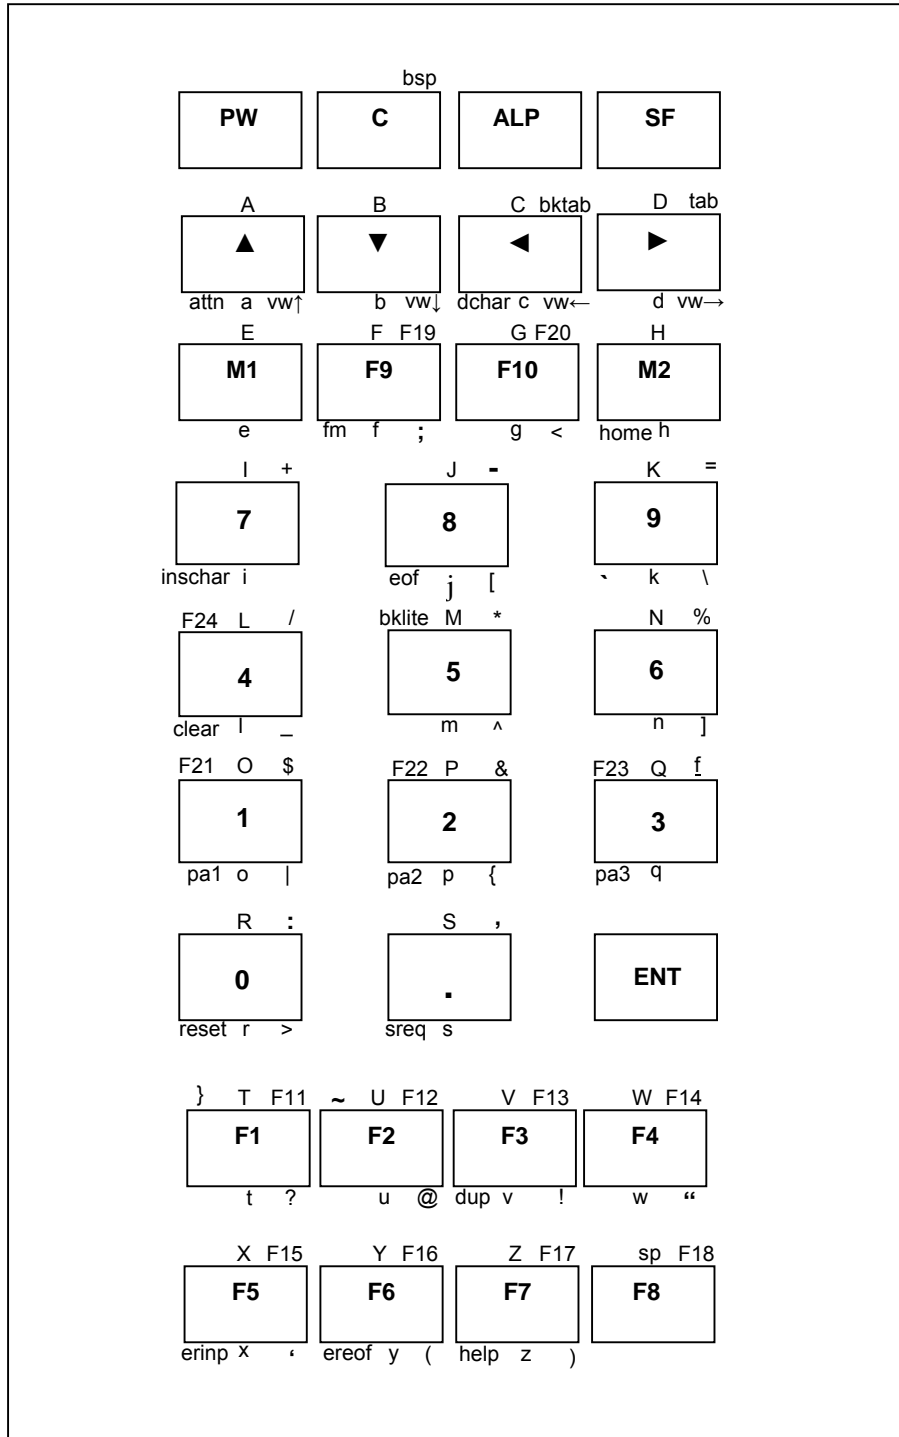 bsp
PW C ALP SF
A B C bktab D tab
▲ ▼ ◄ ►
attn a vw↑ b vw↓ dchar c vw← d vw→
E F F19 G F20 H
M1 F9 F10 M2
e fm f ; g < home h
I + J - K =
7 8 9
inschar i eof j [ ` k \
F24 L / bklite M * N %
4 5 6
clear l _ m ^ n ]
F21 O $ F22 P & F23 Q f
1 2 3
pa1 o | pa2 p { pa3 q
R : S ,
0 . ENT
reset r > sreq s
} T F11 ~ U F12 V F13 W F14
F1 F2 F3 F4
t ? u @ dup v ! w “
X F15 Y F16 Z F17 sp F18
F5 F6 F7 F8
erinp x ‘ ereof y ( help z )